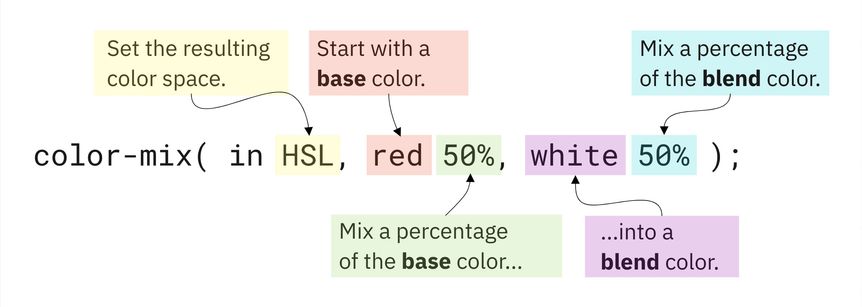 Set the resulting
color space.
Start with a
base color.
Mix a percentage
of the blend color.
color-mix( in HSL, red 50%, white 50% );
Mix a percentage
of the base color...
...into a
blend color.